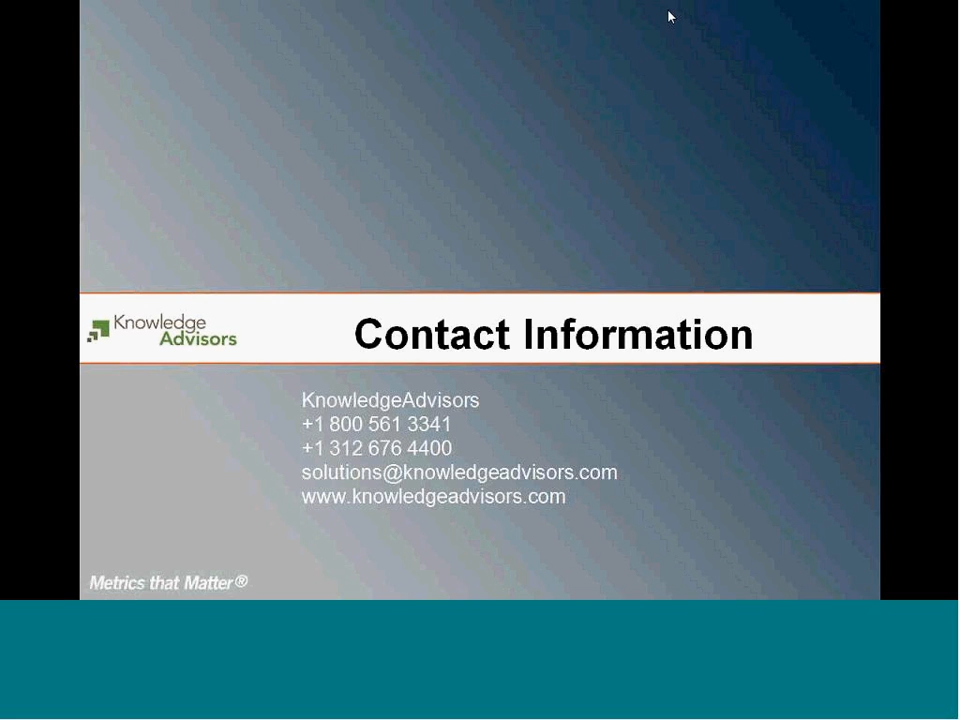 Knowledge
Advisors
Contact Information
KnowledgeAdvisors
+1 800 561 3341
+1 312 676 4400
solutions@knowledgeadvisors.com
www.knowledgeadvisors.com
Metrics that Matter®